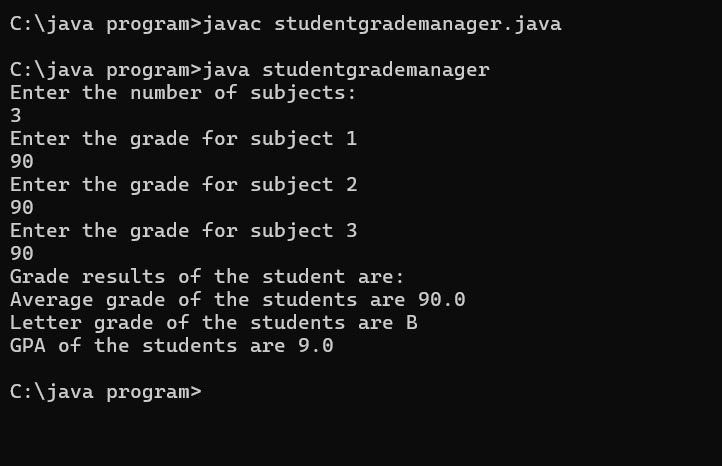 C:\java program>javac studentgrademanager.java
C:\java program>java studentgrademanager
Enter the number of subjects:
3
Enter the grade for subject 1
90
Enter the grade for subject 2
90
Enter the grade for subject 3
90
Grade results of the student are:
Average grade of the students are 90.0
Letter grade of the students are B
GPA of the students are 9.0
C:\java program>